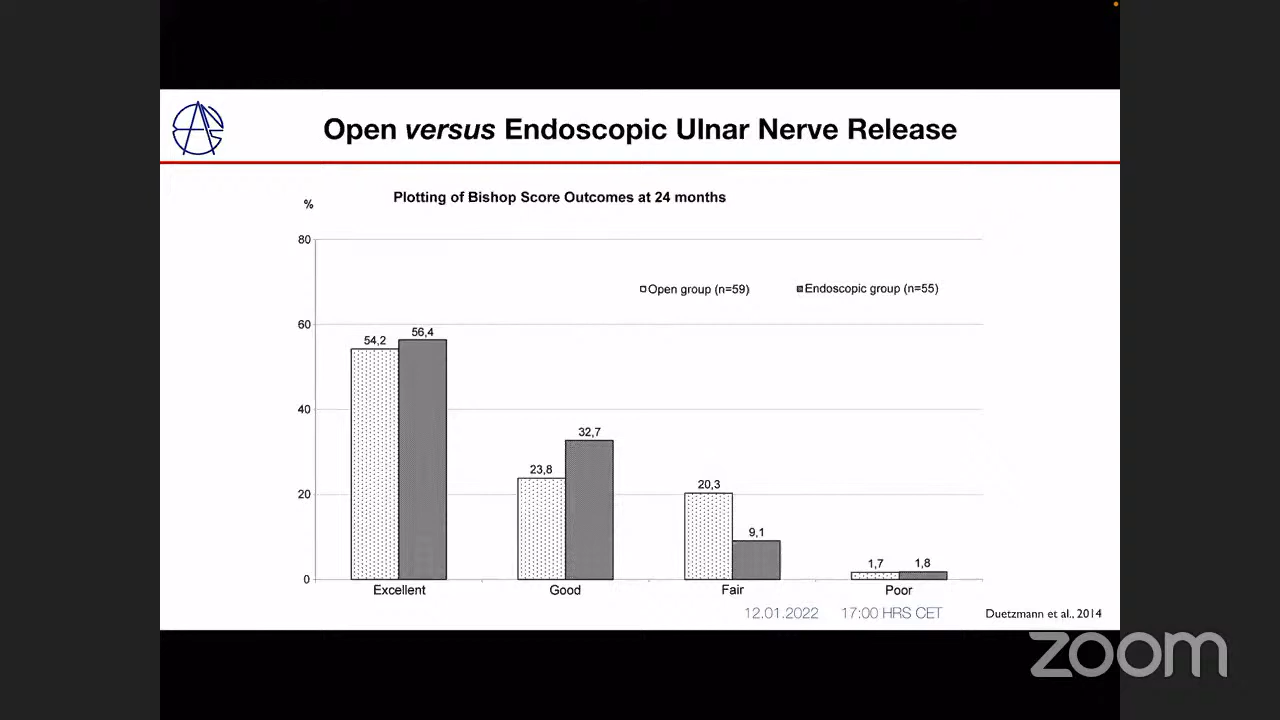 Open versus Endoscopic Ulnar Nerve Release
Plotting of Bishop Score Outcomes at 24 months
%
80
Open group (n=59) Endoscopic group (n=55)
60
54,2 56,4
40
32,7
23,8
20
20,3
9,1
1,7 1,8
0
Excellent Good Fair Poor
12.01.2022 17:00 HRS CET
Duetzmann et al., 2014
zoom